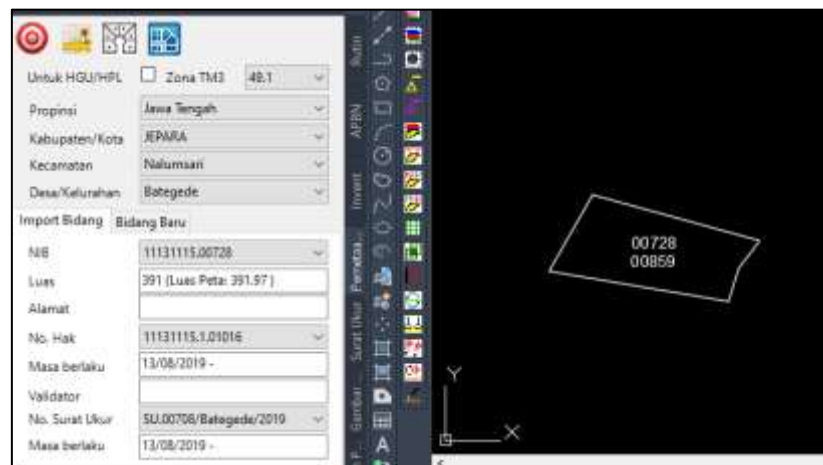 Untuk HGU/HPL Zona TM3 49.1
Propinsi Jawa Tengah
Kabupaten/Kota JEPARA
Kecamatan Nalumsari
Desa/Kelurahan Bategede
Import Bidang Bidang Baru
NIB 11131115.00728
Luas 391 (Luas Peta: 391.97 )
Alamat
No. Hak 11131115.1.01016
Masa berlaku 13/08/2019 -
Validator
No. Surat Ukur SU.00708/Bategede/2019
Masa berlaku 13/08/2019 -
Rutin
APBN
Invent
Pemetaa...
Surat Ukur
Gambar
A
00728
00859
Y
X